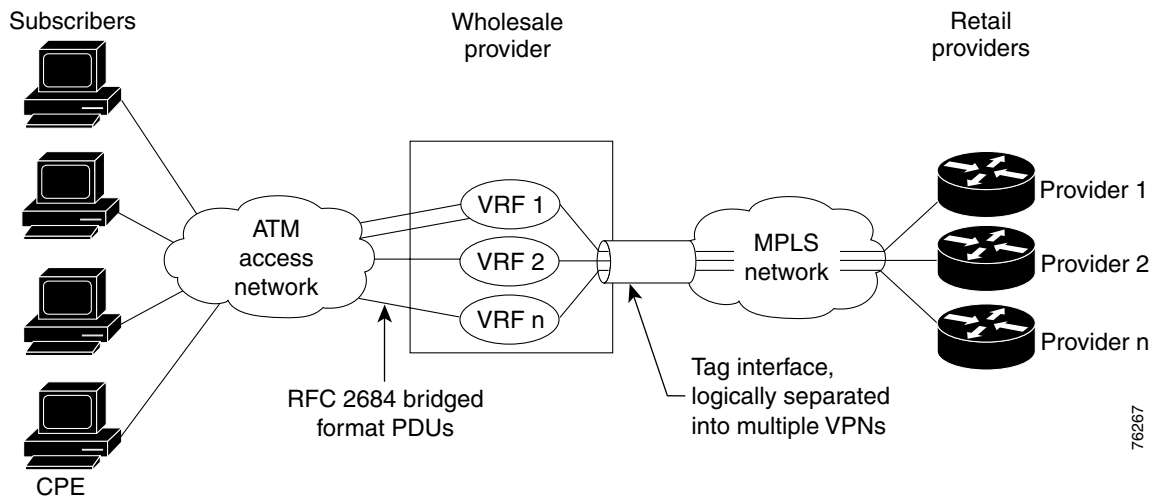 Subscribers
Wholesale
provider
Retail
providers
ATM
access
network
VRF 1
VRF 2
VRF n
MPLS
network
Provider 1
Provider 2
Provider n
RFC 2684 bridged
format PDUs
Tag interface,
logically separated
into multiple VPNs
CPE
76267